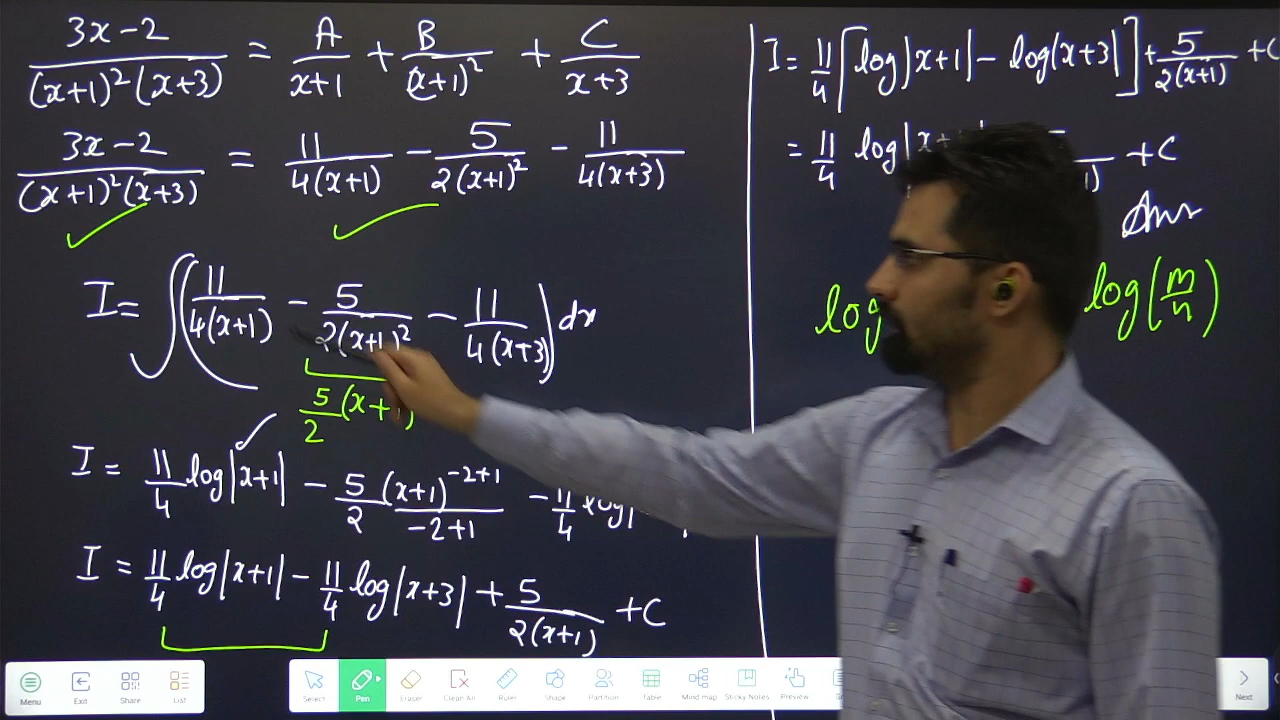 (3x-2)/((x+1)²(x+3)) = A/(x+1) + B/(x+1)² + C/(x+3)
(3x-2)/((x+1)²(x+3)) = 11/(4(x+1)) - 5/(2(x+1)²) - 11/(4(x+3))
I = ∫(11/(4(x+1)) - 5/(2(x+1)²) - 11/(4(x+3))) dx
5/2 (x+1
I = 11/4 log|x+1| - 5/2 (x+1)^(-2+1)/(-2+1) - 11/4 log|
I = 11/4 log|x+1| - 11/4 log|x+3| + 5/(2(x+1)) + C
I = 11/4 [log|x+1| - log|x+3|] + 5/(2(x+1)) + C
= 11/4 log|x+ + C
Ans
log log(m/n)
Menu Exit Share List Select Pen Eraser Clean All Ruler Shape Partition Table Mind map Sticky Notes Preview Next